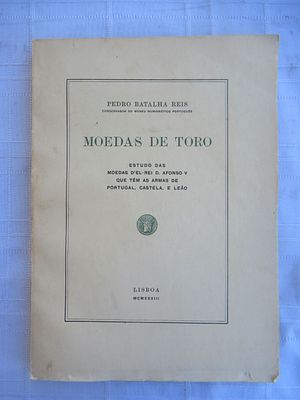 PEDRO BATALHA REIS
CONSERVADOR DO MUSEU NUMISMÁTICO PORTUGUÊS
MOEDAS DE TORO
ESTUDO DAS
MOEDAS D'EL-REI D. AFONSO V
QUE TÊM AS ARMAS DE
PORTUGAL, CASTELA, E LEÃO
LISBOA
MCMXXXIII